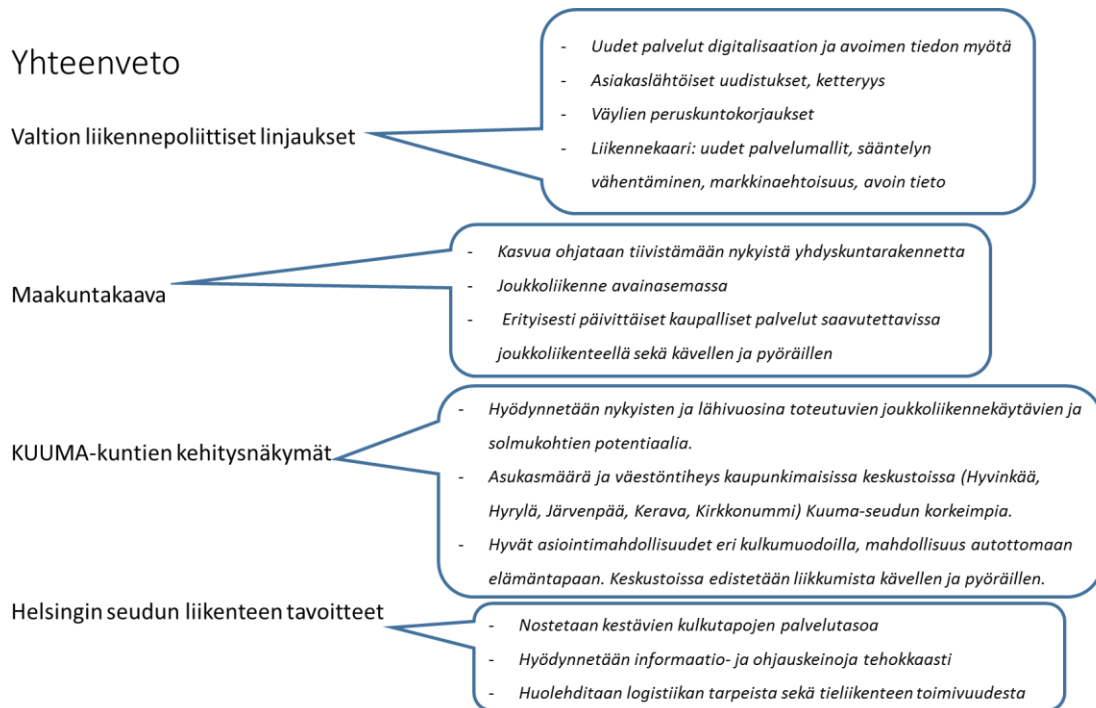 Yhteenveto
Valtion liikennepoliittiset linjaukset
- Uudet palvelut digitalisaation ja avoimen tiedon myötä
- Asiakaslähtöiset uudistukset, ketteryys
- Väylien peruskuntokorjaukset
- Liikennekaari: uudet palvelumallit, sääntelyn
vähentäminen, markkinaehtoisuus, avoin tieto
Maakuntakaava
- Kasvua ohjataan tiivistämään nykyistä yhdyskuntarakennetta
- Joukkoliikenne avainasemassa
- Erityisesti päivittäiset kaupalliset palvelut saavutettavissa
joukkoliikenteellä sekä kävellen ja pyöräillen
KUUMA-kuntien kehitysnäkymät
- Hyödynnetään nykyisten ja lähivuosina toteutuvien joukkoliikennekäytävien ja
solmukohtien potentiaalia.
- Asukasmäärä ja väestöntiheys kaupunkimaisissa keskustoissa (Hyvinkää,
Hyrylä, Järvenpää, Kerava, Kirkkonummi) Kuuma-seudun korkeimpia.
- Hyvät asiointimahdollisuudet eri kulkumuodoilla, mahdollisuus autottomaan
elämäntapaan. Keskustoissa edistetään liikkumista kävellen ja pyöräillen.
Helsingin seudun liikenteen tavoitteet
- Nostetaan kestävien kulkutapojen palvelutasoa
- Hyödynnetään informaatio- ja ohjauskeinoja tehokkaasti
- Huolehditaan logistiikan tarpeista sekä tieliikenteen toimivuudesta